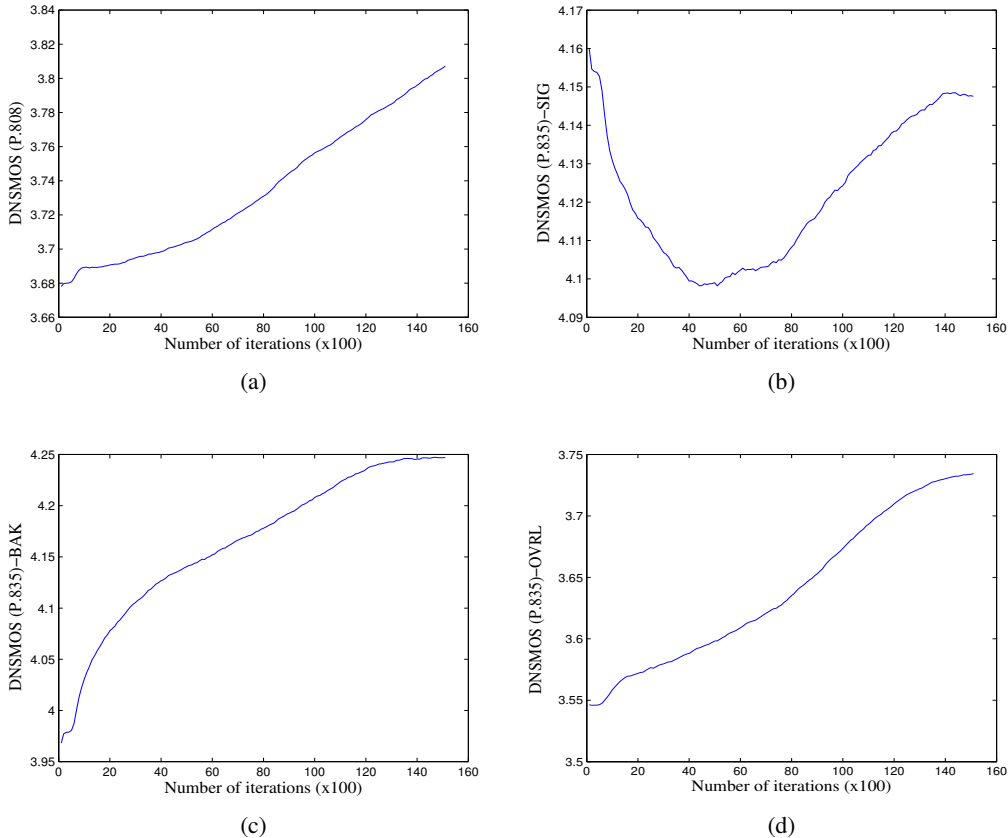 3.84
3.82
3.8
3.78
3.76
3.74
3.72
3.7
3.68
3.66
0 20 40 60 80 100 120 140 160
DNSMOS (P.808)
Number of iterations (x100)
(a)
4.17
4.16
4.15
4.14
4.13
4.12
4.11
4.1
4.09
0 20 40 60 80 100 120 140 160
DNSMOS (P.835)−SIG
Number of iterations (x100)
(b)
4.25
4.2
4.15
4.1
4.05
4
3.95
0 20 40 60 80 100 120 140 160
DNSMOS (P.835)−BAK
Number of iterations (x100)
(c)
3.75
3.7
3.65
3.6
3.55
3.5
0 20 40 60 80 100 120 140 160
DNSMOS (P.835)−OVRL
Number of iterations (x100)
(d)